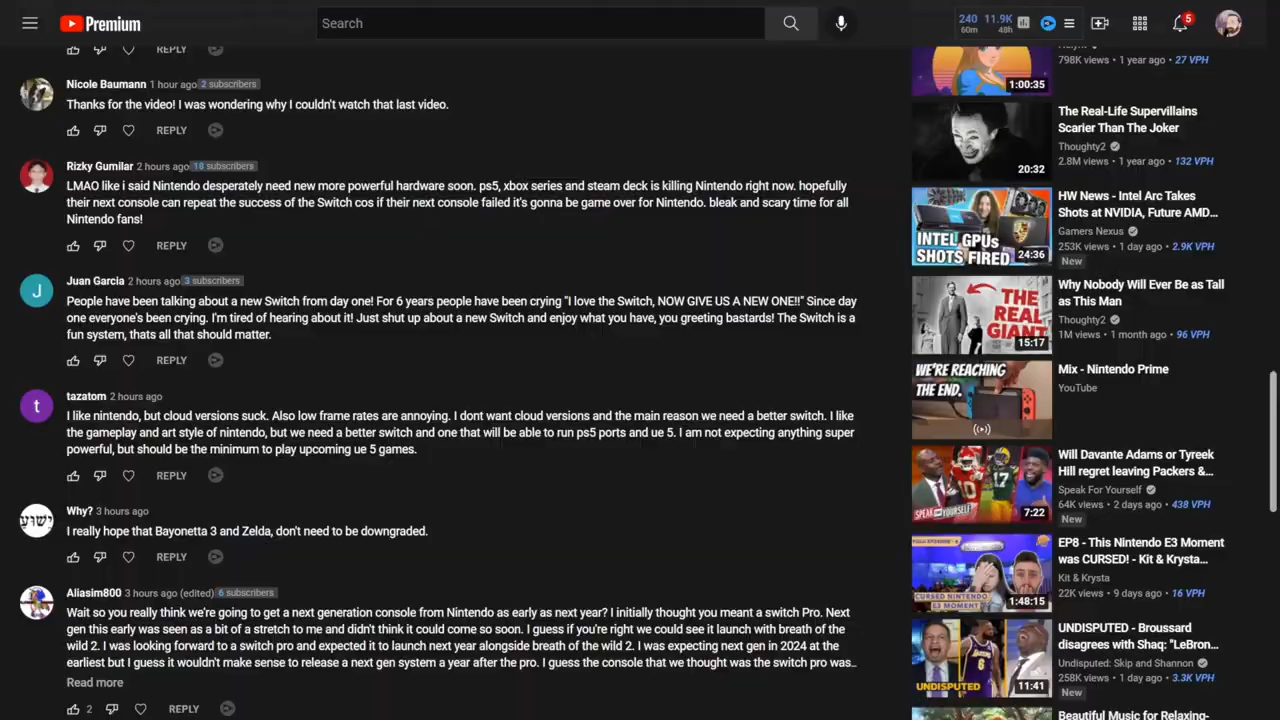 Premium
Search
240 11.9K
60m 48h
5
REPLY
Nicole Baumann 1 hour ago 2 subscribers
Thanks for the video! I was wondering why I couldn't watch that last video.
REPLY
Rizky Gumilar 2 hours ago 10 subscribers
LMAO like i said Nintendo desperately need new more powerful hardware soon. ps5, xbox series and steam deck is killing Nintendo right now. hopefully
their next console can repeat the success of the Switch cos if their next console failed it's gonna be game over for Nintendo. bleak and scary time for all
Nintendo fans!
REPLY
J
Juan Garcia 2 hours ago 3 subscribers
People have been talking about a new Switch from day one! For 6 years people have been crying "I love the Switch, NOW GIVE US A NEW ONE!!" Since day
one everyone's been crying. I'm tired of hearing about it! Just shut up about a new Switch and enjoy what you have, you greeting bastards! The Switch is a
fun system, thats all that should matter.
REPLY
t
tazatom 2 hours ago
I like nintendo, but cloud versions suck. Also low frame rates are annoying. I dont want cloud versions and the main reason we need a better switch. I like
the gameplay and art style of nintendo, but we need a better switch and one that will be able to run ps5 ports and ue 5. I am not expecting anything super
powerful, but should be the minimum to play upcoming ue 5 games.
REPLY
ישוע
Why? 3 hours ago
I really hope that Bayonetta 3 and Zelda, don't need to be downgraded.
REPLY
Aliasim800 3 hours ago (edited) 6 subscribers
Wait so you really think we're going to get a next generation console from Nintendo as early as next year? I initially thought you meant a switch Pro. Next
gen this early was seen as a bit of a stretch to me and didn't think it could come so soon. I guess if you're right we could see it launch with breath of the
wild 2. I was looking forward to a switch pro and expected it to launch next year alongside breath of the wild 2. I was expecting next gen in 2024 at the
earliest but I guess it wouldn't make sense to release a next gen system a year after the pro. I guess the console that we thought was the switch pro was...
Read more
2 REPLY
798K views • 1 year ago • 27 VPH
1:00:35
The Real-Life Supervillains
Scarier Than The Joker
Thoughty2
2.8M views • 1 year ago • 132 VPH
20:32
HW News - Intel Arc Takes
Shots at NVIDIA, Future AMD...
Gamers Nexus
253K views • 1 day ago • 2.9K VPH
New
INTEL GPUs
SHOTS FIRED
24:36
Why Nobody Will Ever Be as Tall
as This Man
Thoughty2
1M views • 1 month ago • 96 VPH
THE
REAL
GIANT
15:17
Mix - Nintendo Prime
YouTube
WE'RE REACHING
THE END.
Will Davante Adams or Tyreek
Hill regret leaving Packers &...
Speak For Yourself
64K views • 2 days ago • 438 VPH
New
17
SPEAK FOR YOURSELF
7:22
EP8 - This Nintendo E3 Moment
was CURSED! - Kit & Krysta...
Kit & Krysta
22K views • 9 days ago • 16 VPH
CURSED NINTENDO
E3 MOMENT
1:48:15
UNDISPUTED - Broussard
disagrees with Shaq: "LeBron...
Undisputed: Skip and Shannon
258K views • 1 day ago • 3.3K VPH
New
6
UNDISPUTED
11:41
Beautiful Music for Relaxing-